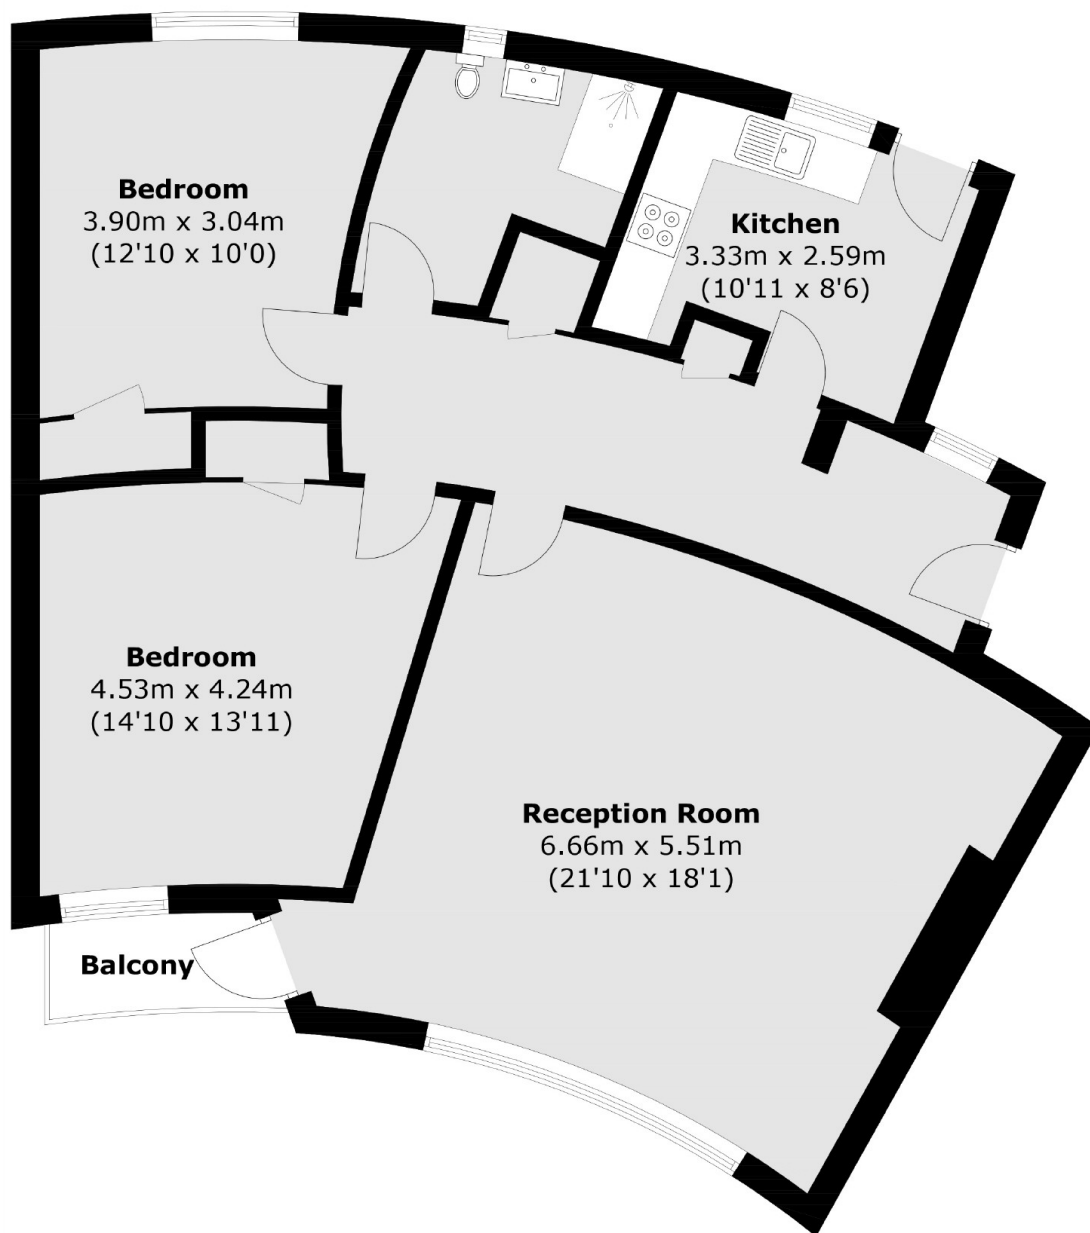 Bedroom
3.90m x 3.04m
(12'10 x 10'0)
Kitchen
3.33m x 2.59m
(10'11 x 8'6)
Bedroom
4.53m x 4.24m
(14'10 x 13'11)
Reception Room
6.66m x 5.51m
(21'10 x 18'1)
Balcony